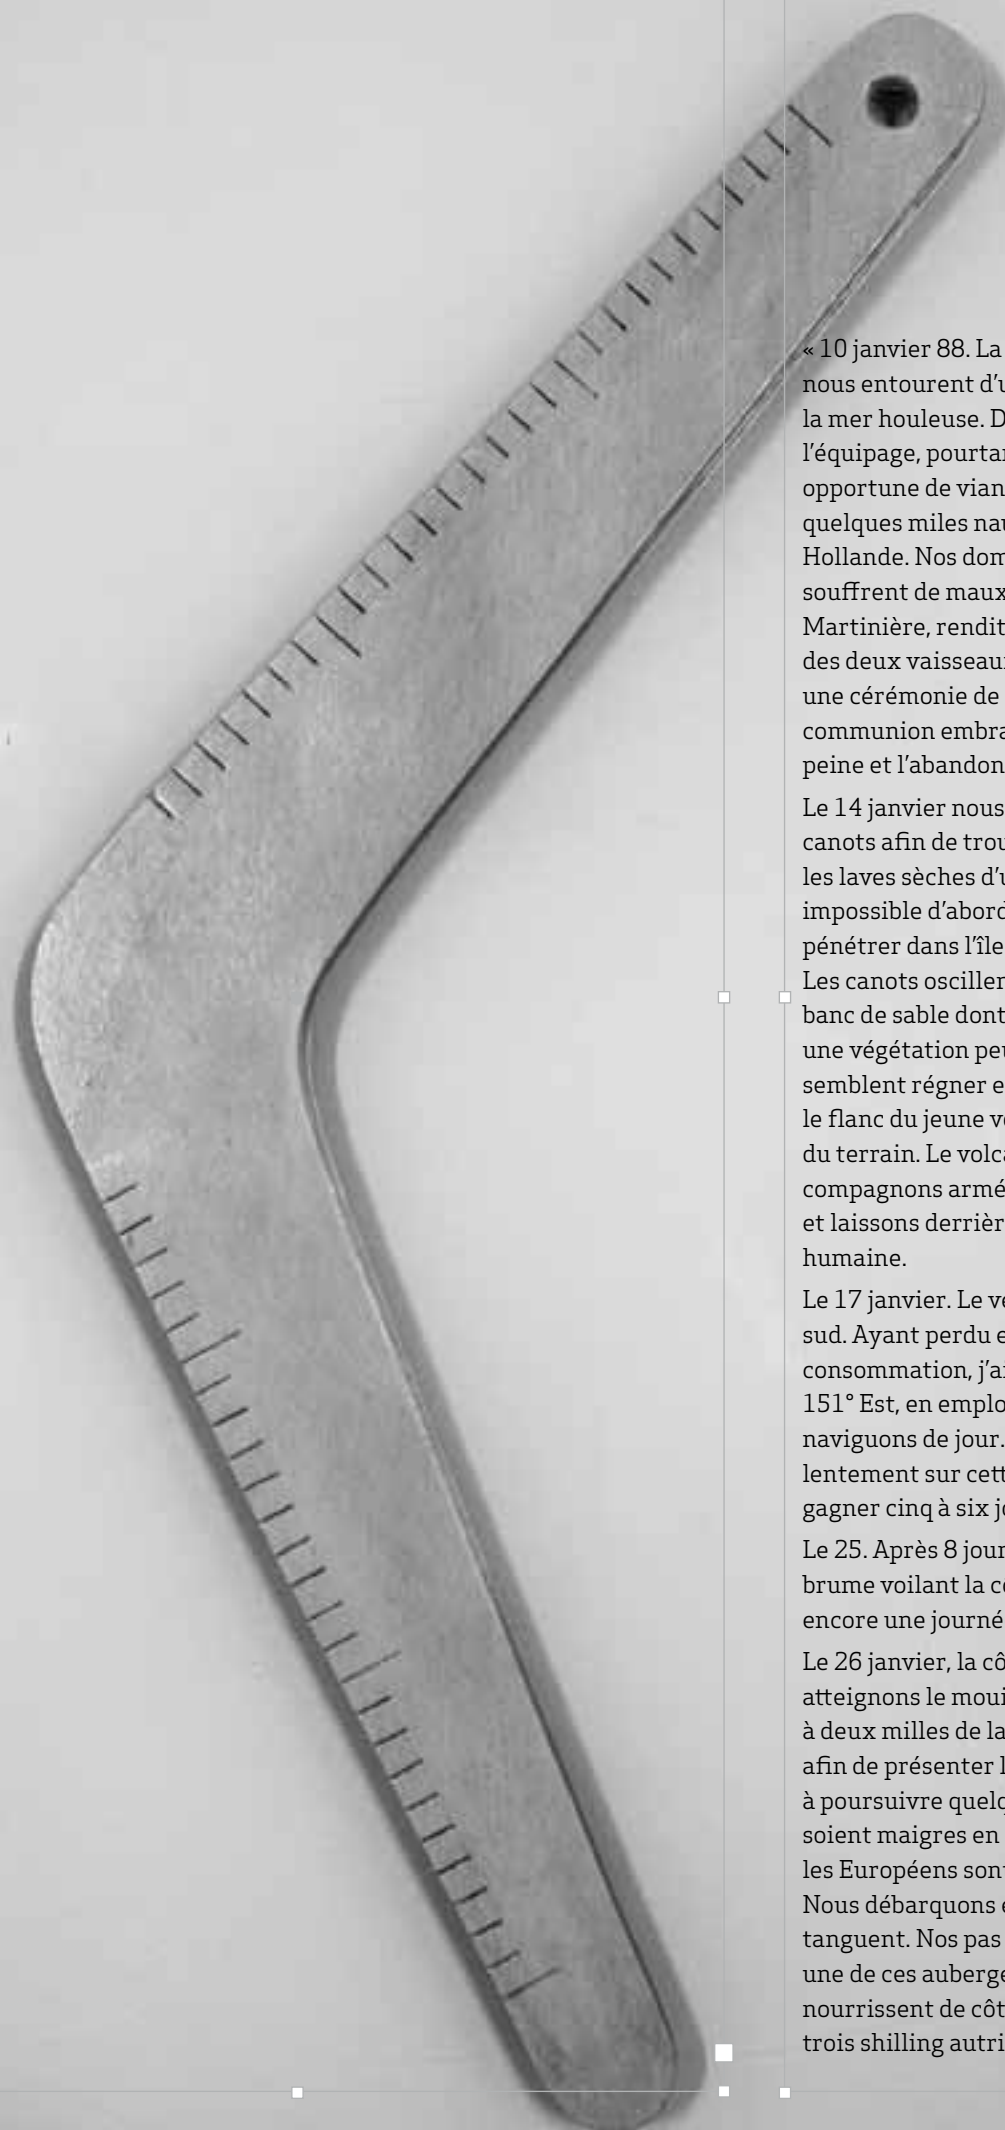 « 10 janvier 88. La
nous entourent d’u
la mer houleuse. D
l’équipage, pourtan
opportune de vian
quelques miles nau
Hollande. Nos dom
souffrent de maux
Martinière, rendit
des deux vaisseau
une cérémonie de
communion embra
peine et l’abandon
Le 14 janvier nous
canots afin de trou
les laves sèches d’u
impossible d’abord
pénétrer dans l’île
Les canots osciller
banc de sable dont
une végétation peu
semblent régner e
le flanc du jeune v
du terrain. Le volca
compagnons armé
et laissons derrièr
humaine.
Le 17 janvier. Le ve
sud. Ayant perdu e
consommation, j’ai
151° Est, en emplo
naviguons de jour.
lentement sur cett
gagner cinq à six jo
Le 25. Après 8 jour
brume voilant la co
encore une journé
Le 26 janvier, la cô
atteignons le moui
à deux milles de la
afin de présenter l
à poursuivre quelq
soient maigres en
les Européens son
Nous débarquons e
tanguent. Nos pas
une de ces auberge
nourrissent de côt
trois shilling autri